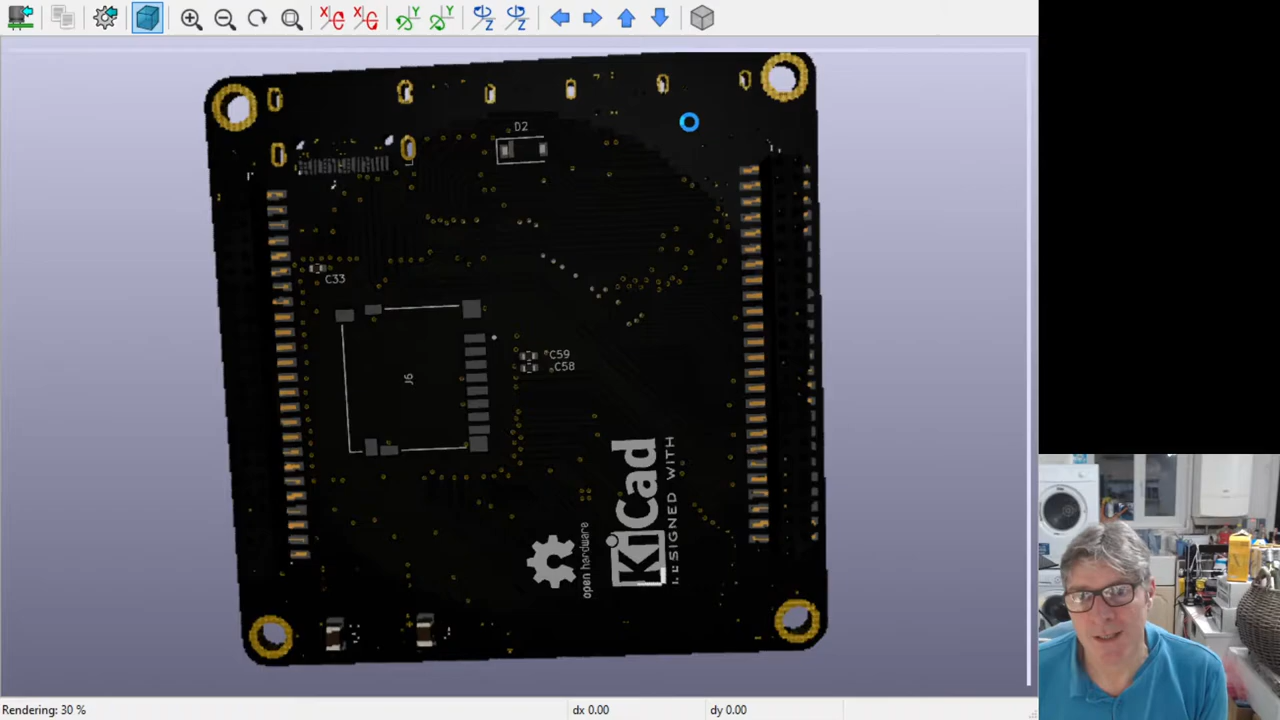 X
X
Y
Y
Z
Z
D2
C33
C59
C58
J6
open hardware
KiCad
DESIGNED WITH
Rendering: 30 %
dx 0.00
dy 0.00